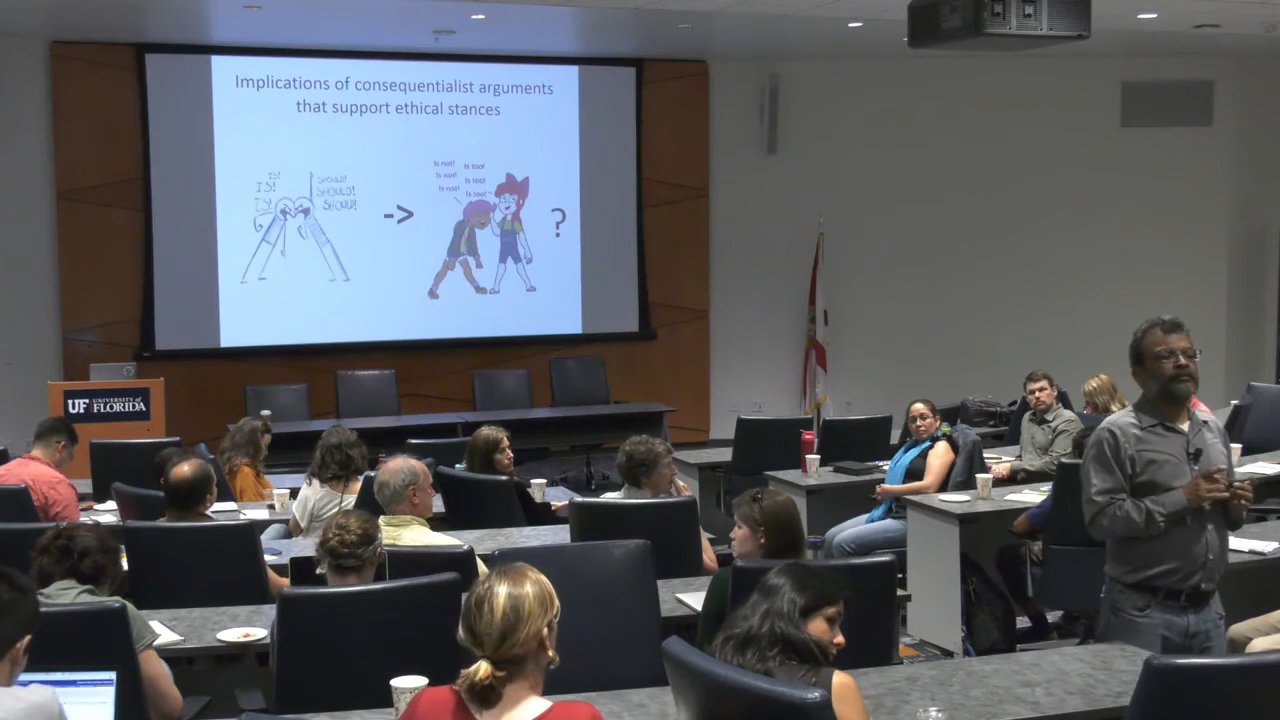 Implications of consequentialist arguments
that support ethical stances
IS!
IS!
IS!
SHOULD!
SHOULD!
SHOULD!
->
Is not!
Is not!
Is not!
Is too!
Is too!
Is too!
?
UF UNIVERSITY of
FLORIDA